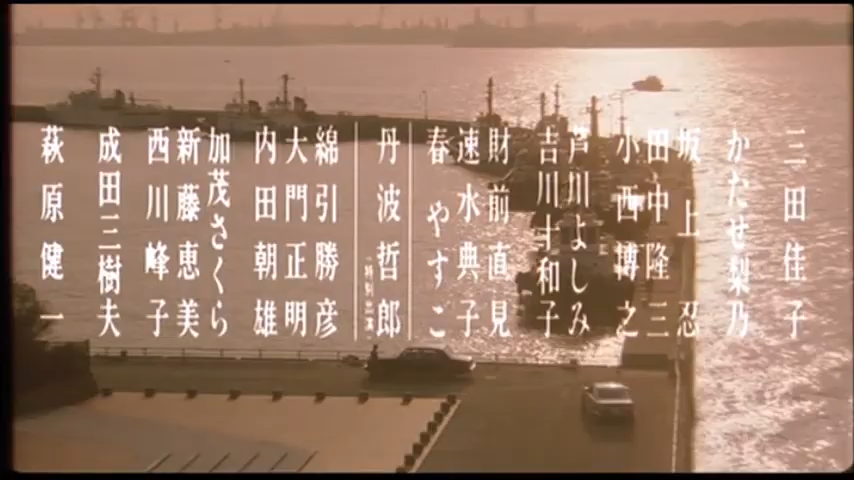 三田佳子
かたせ梨乃
坂上忍
田中隆三
小西博之
芦川よしみ
吉川十和子
財前直見
速水典子
春やすこ
丹波哲郎
綿引勝彦
大門正明
内田朝雄
加茂さくら
新藤恵美
西川峰子
成田三樹夫
萩原健一